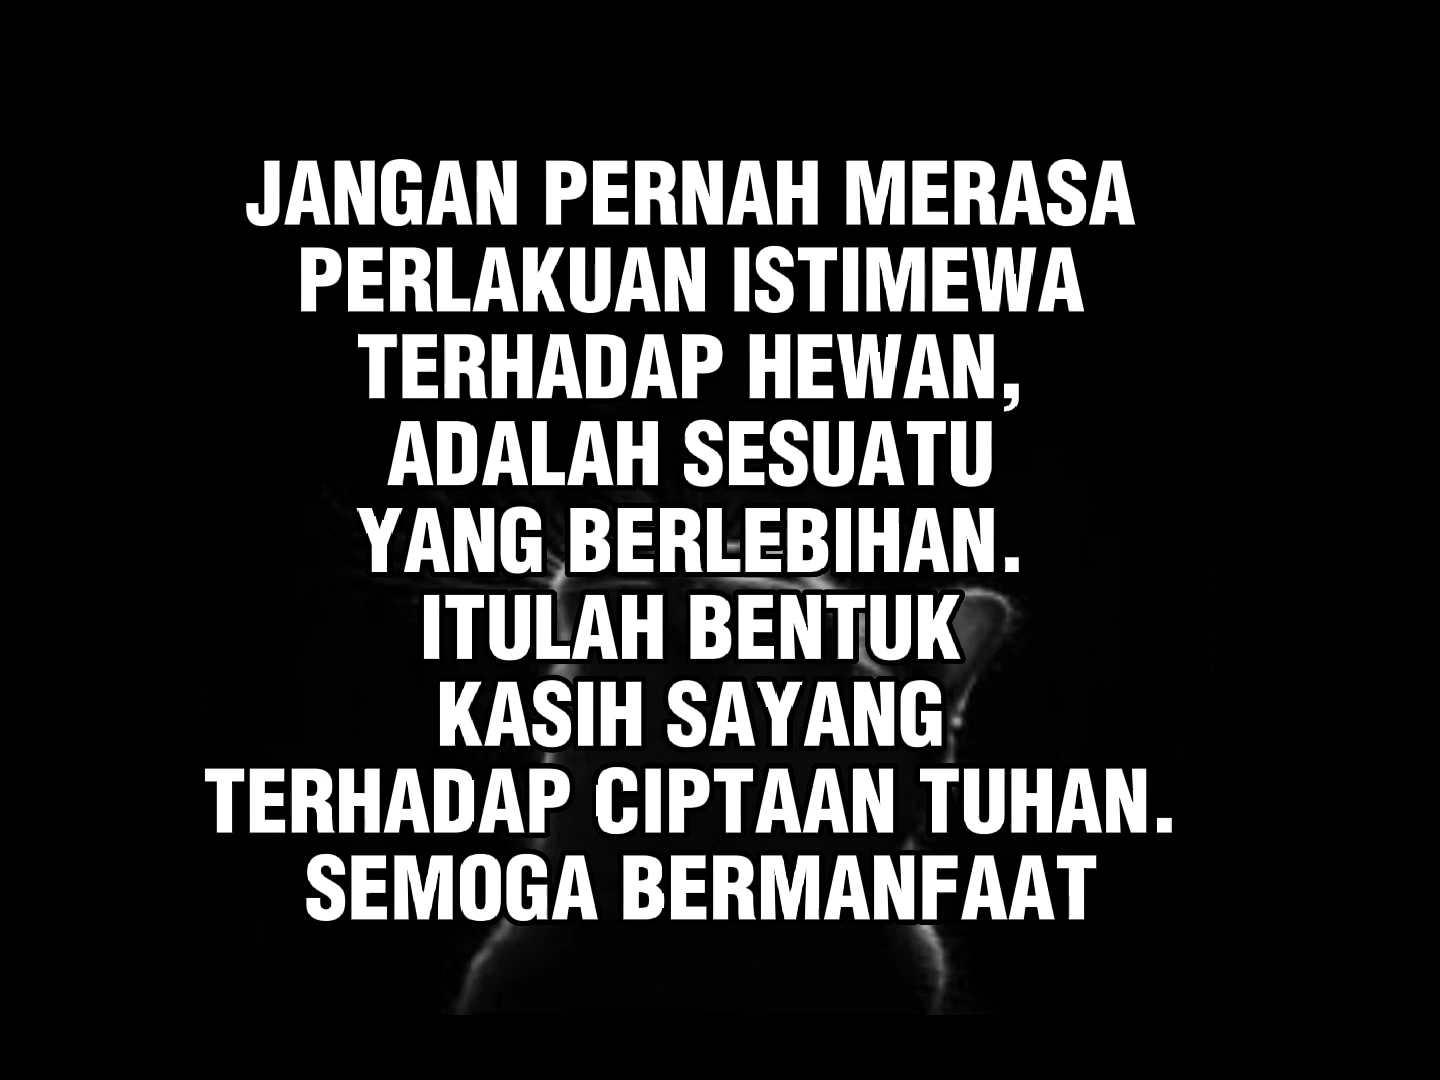 JANGAN PERNAH MERASA
PERLAKUAN ISTIMEWA
TERHADAP HEWAN,
ADALAH SESUATU
YANG BERLEBIHAN.
ITULAH BENTUK
KASIH SAYANG
TERHADAP CIPTAAN TUHAN.
SEMOGA BERMANFAAT